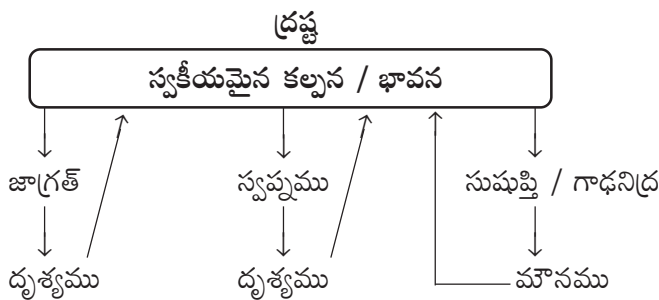 ద్రష్ట
స్వకీయమైన కల్పన / భావన
జాగ్రత్ స్వప్నము సుషుప్తి / గాఢనిద్ర
దృశ్యము దృశ్యము మౌనము